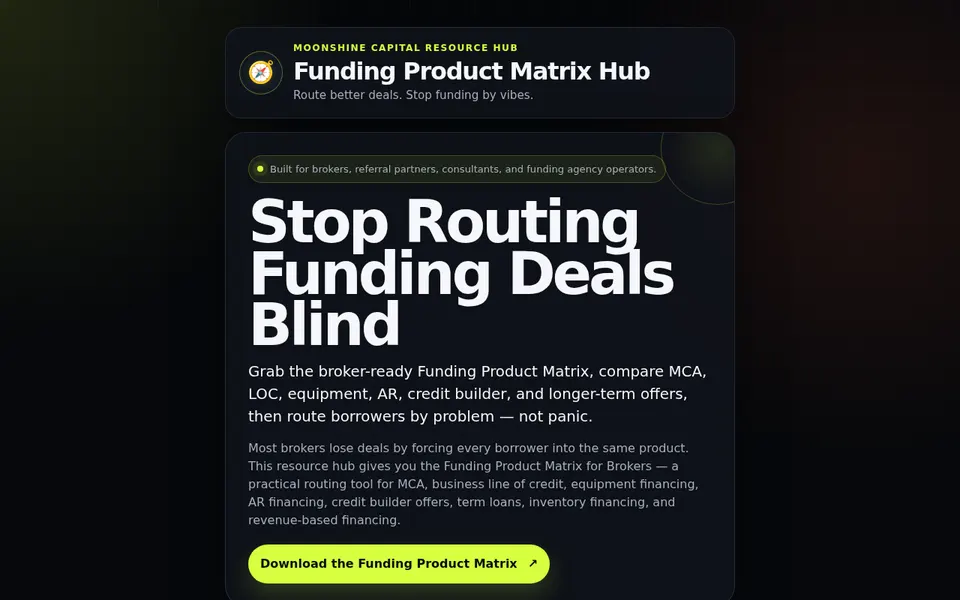 MOONSHINE CAPITAL RESOURCE HUB
Funding Product Matrix Hub
Route better deals. Stop funding by vibes.
Built for brokers, referral partners, consultants, and funding agency operators.
Stop Routing
Funding Deals
Blind
Grab the broker-ready Funding Product Matrix, compare MCA,
LOC, equipment, AR, credit builder, and longer-term offers,
then route borrowers by problem — not panic.
Most brokers lose deals by forcing every borrower into the same product.
This resource hub gives you the Funding Product Matrix for Brokers — a
practical routing tool for MCA, business line of credit, equipment financing,
AR financing, credit builder offers, term loans, inventory financing, and
revenue-based financing.
Download the Funding Product Matrix ↗